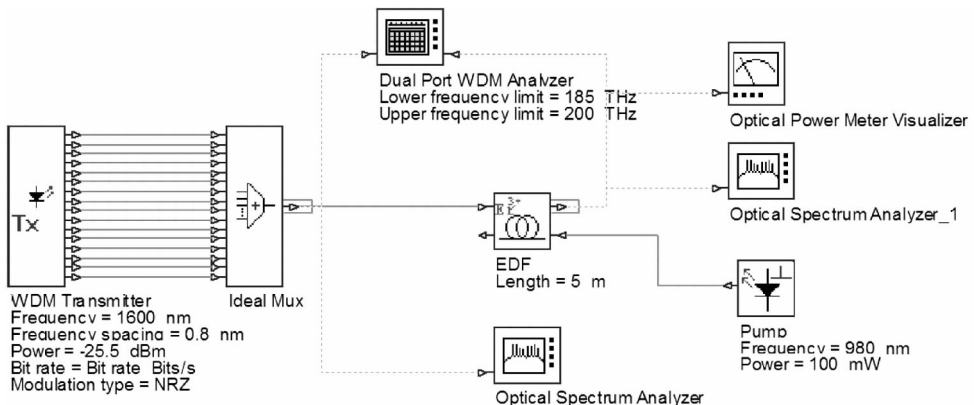 Dual Port WDM Analyzer
Lower frequency limit = 185 THz
Upper frequency limit = 200 THz
Optical Power Meter Visualizer
Tx
Optical Spectrum Analyzer_1
EDF
Length = 5 m
WDM Transmitter
Frequency = 1600 nm
Frequency spacing = 0.8 nm
Power = -25.5 dBm
Bit rate = Bit rate Bits/s
Modulation type = NRZ
Ideal Mux
Pump
Frequency = 980 nm
Power = 100 mW
Optical Spectrum Analyzer